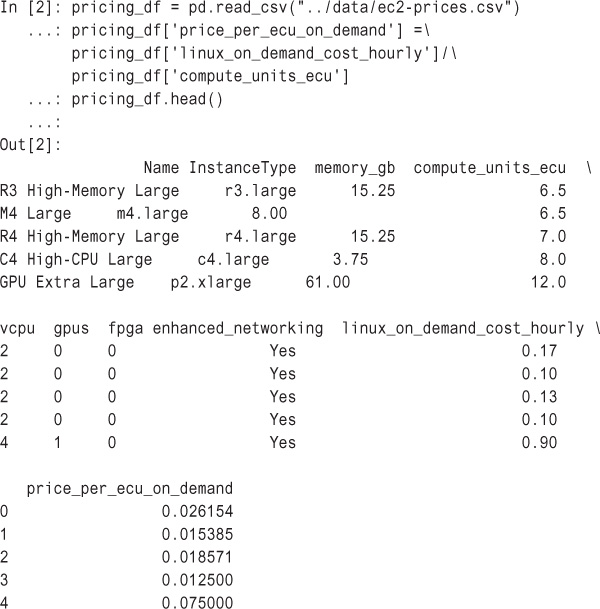 In [2]: pricing_df = pd.read_csv("../data/ec2-prices.csv")
...: pricing_df['price_per_ecu_on_demand'] =\
pricing_df['linux_on_demand_cost_hourly']/\
pricing_df['compute_units_ecu']
...: pricing_df.head()
...:
Out[2]:
Name InstanceType memory_gb compute_units_ecu \
R3 High-Memory Large r3.large 15.25 6.5
M4 Large m4.large 8.00 6.5
R4 High-Memory Large r4.large 15.25 7.0
C4 High-CPU Large c4.large 3.75 8.0
GPU Extra Large p2.xlarge 61.00 12.0
vcpu gpus fpga enhanced_networking linux_on_demand_cost_hourly \
2 0 0 Yes 0.17
2 0 0 Yes 0.10
2 0 0 Yes 0.13
2 0 0 Yes 0.10
4 1 0 Yes 0.90
price_per_ecu_on_demand
0 0.026154
1 0.015385
2 0.018571
3 0.012500
4 0.075000